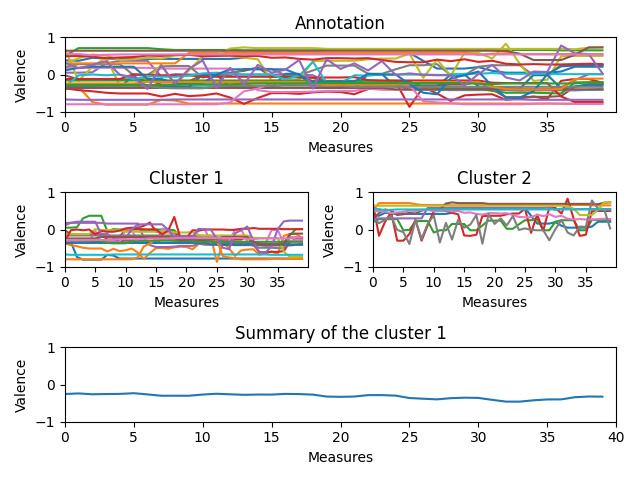 Annotation
Valence
1
0
−1
0 5 10 15 20 25 30 35
Measures
Cluster 1
Valence
1
0
−1
0 5 10 15 20 25 30 35
Measures
Cluster 2
Valence
1
0
−1
0 5 10 15 20 25 30 35
Measures
Summary of the cluster 1
Valence
1
0
−1
0 5 10 15 20 25 30 35 40
Measures